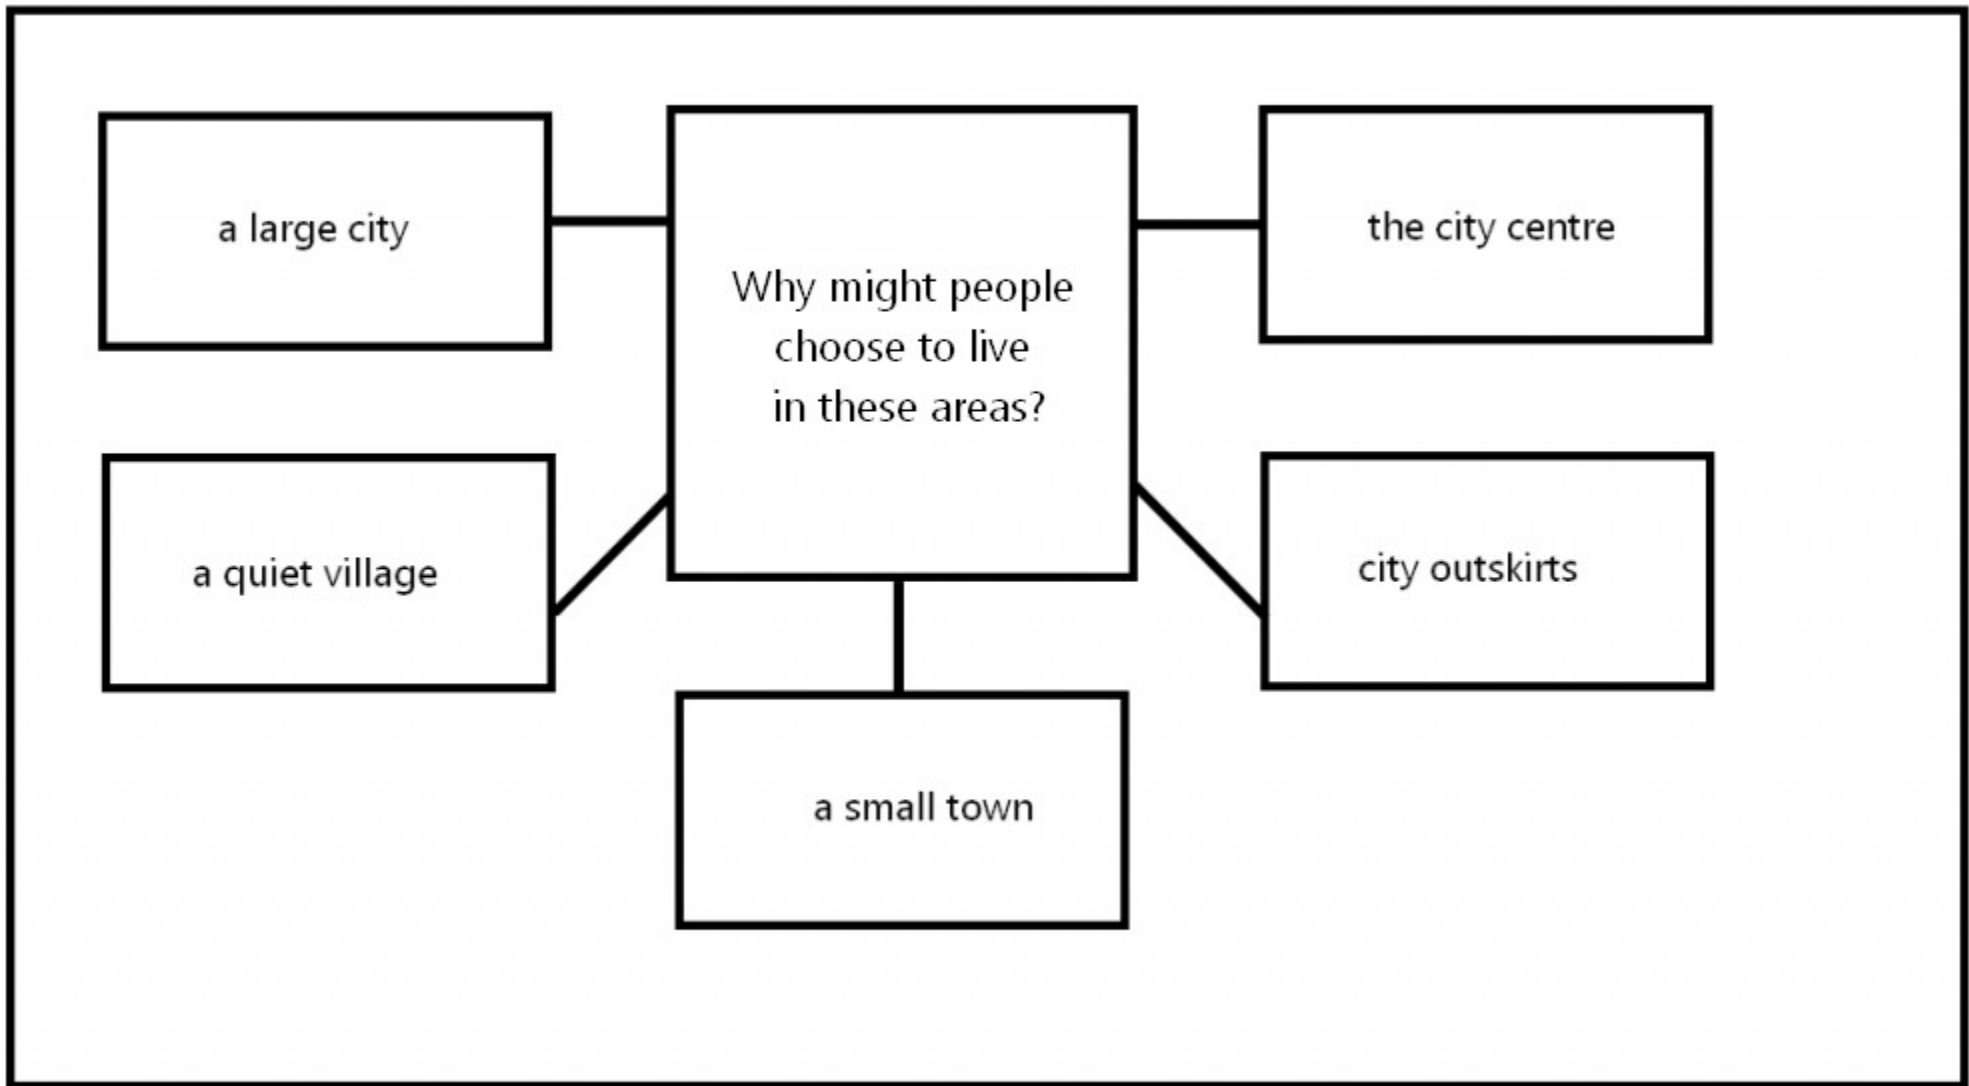 a large city
Why might people
choose to live
in these areas?
the city centre
a quiet village
city outskirts
a small town